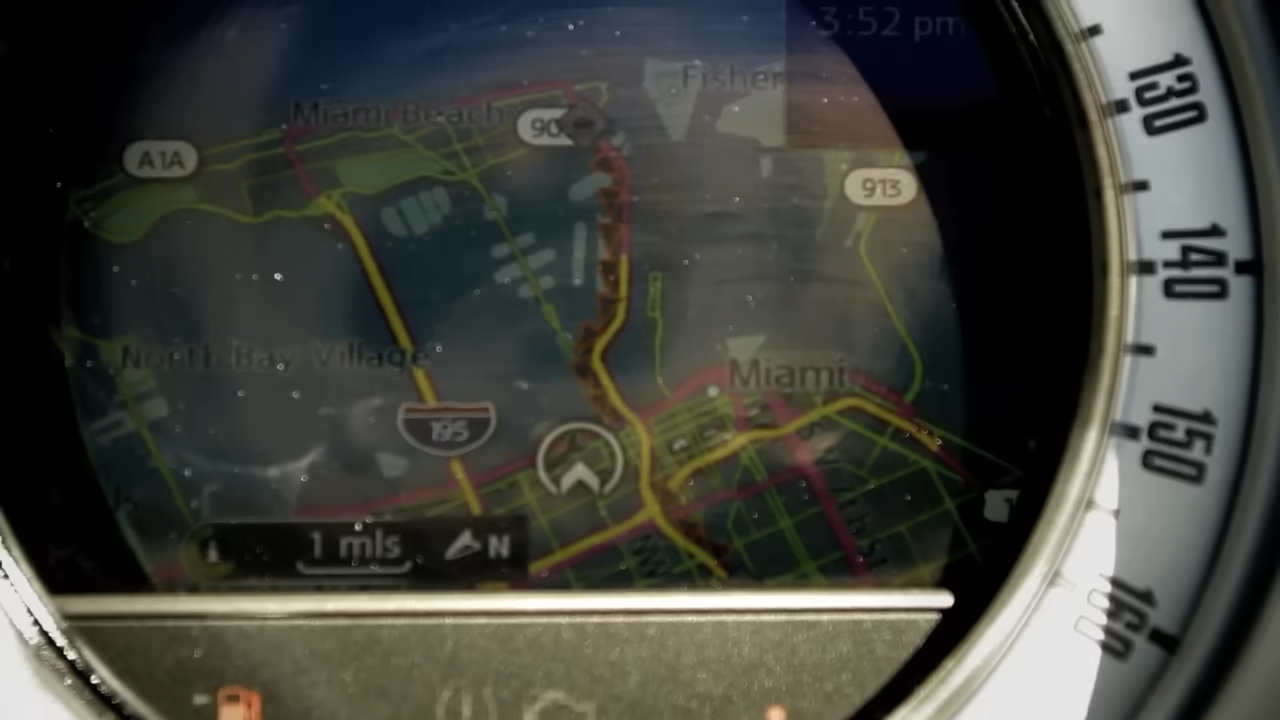 3:52 pm
Fisher
Miami Beach
90
A1A
913
North Bay Village
Miami
195
1 mls
N
130
140
150
160